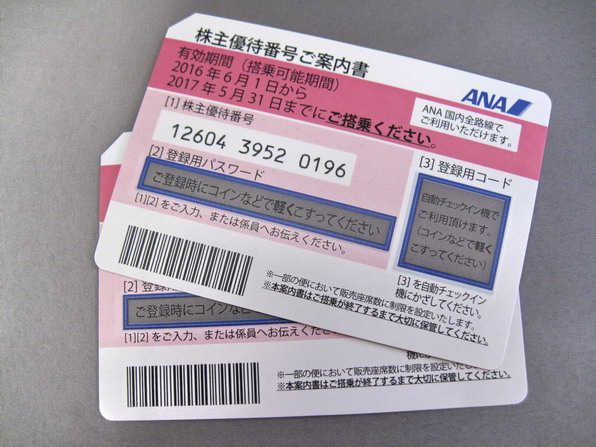 株主優待番号ご案内書
有効期間（搭乗可能期間）
2016年6月1日から
2017年5月31日までにご搭乗ください。
ANA
ANA国内全路線で
ご利用いただけます。
[1] 株主優待番号
12604 3952 0196
[2] 登録用パスワード
ご登録時にコインなどで軽くこすってください
[1][2]をご入力、または係員へお伝えください。
[3] 登録用コード
自動チェックイン機で
ご利用頂けます。
(コインなどで軽く
こすってください)
[3]を自動チェックイン
機にかざしてください。
※一部の便において販売座席数に制限を設定いたします。
※本案内書はご搭乗が終了するまで大切に保管してください。
[2] 登録用
ご登録時にコインなど
[1][2]をご入力、または係員へお伝えくだ
機にか
※一部の便において販売座席数に制限を設定いたします。
※本案内書はご搭乗が終了するまで大切に保管してください。